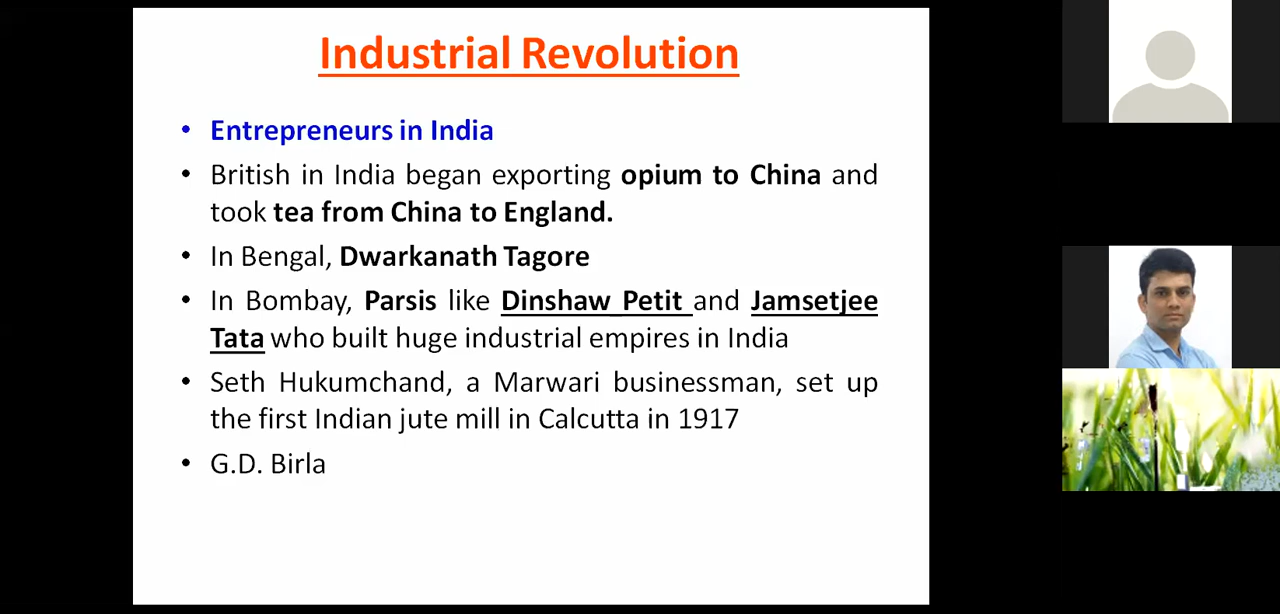 Industrial Revolution
• Entrepreneurs in India
• British in India began exporting opium to China and
took tea from China to England.
• In Bengal, Dwarkanath Tagore
• In Bombay, Parsis like Dinshaw Petit and Jamsetjee
Tata who built huge industrial empires in India
• Seth Hukumchand, a Marwari businessman, set up
the first Indian jute mill in Calcutta in 1917
• G.D. Birla